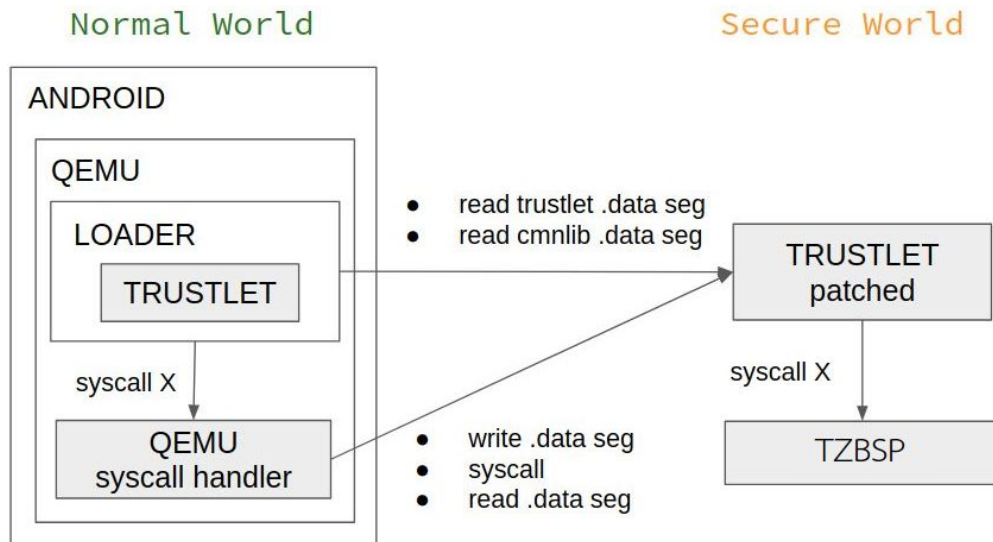 Normal World
Secure World
ANDROID
QEMU
LOADER
TRUSTLET
● read trustlet .data seg
● read cmnlib .data seg
TRUSTLET
patched
syscall X
syscall X
QEMU
syscall handler
● write .data seg
● syscall
● read .data seg
TZBSP